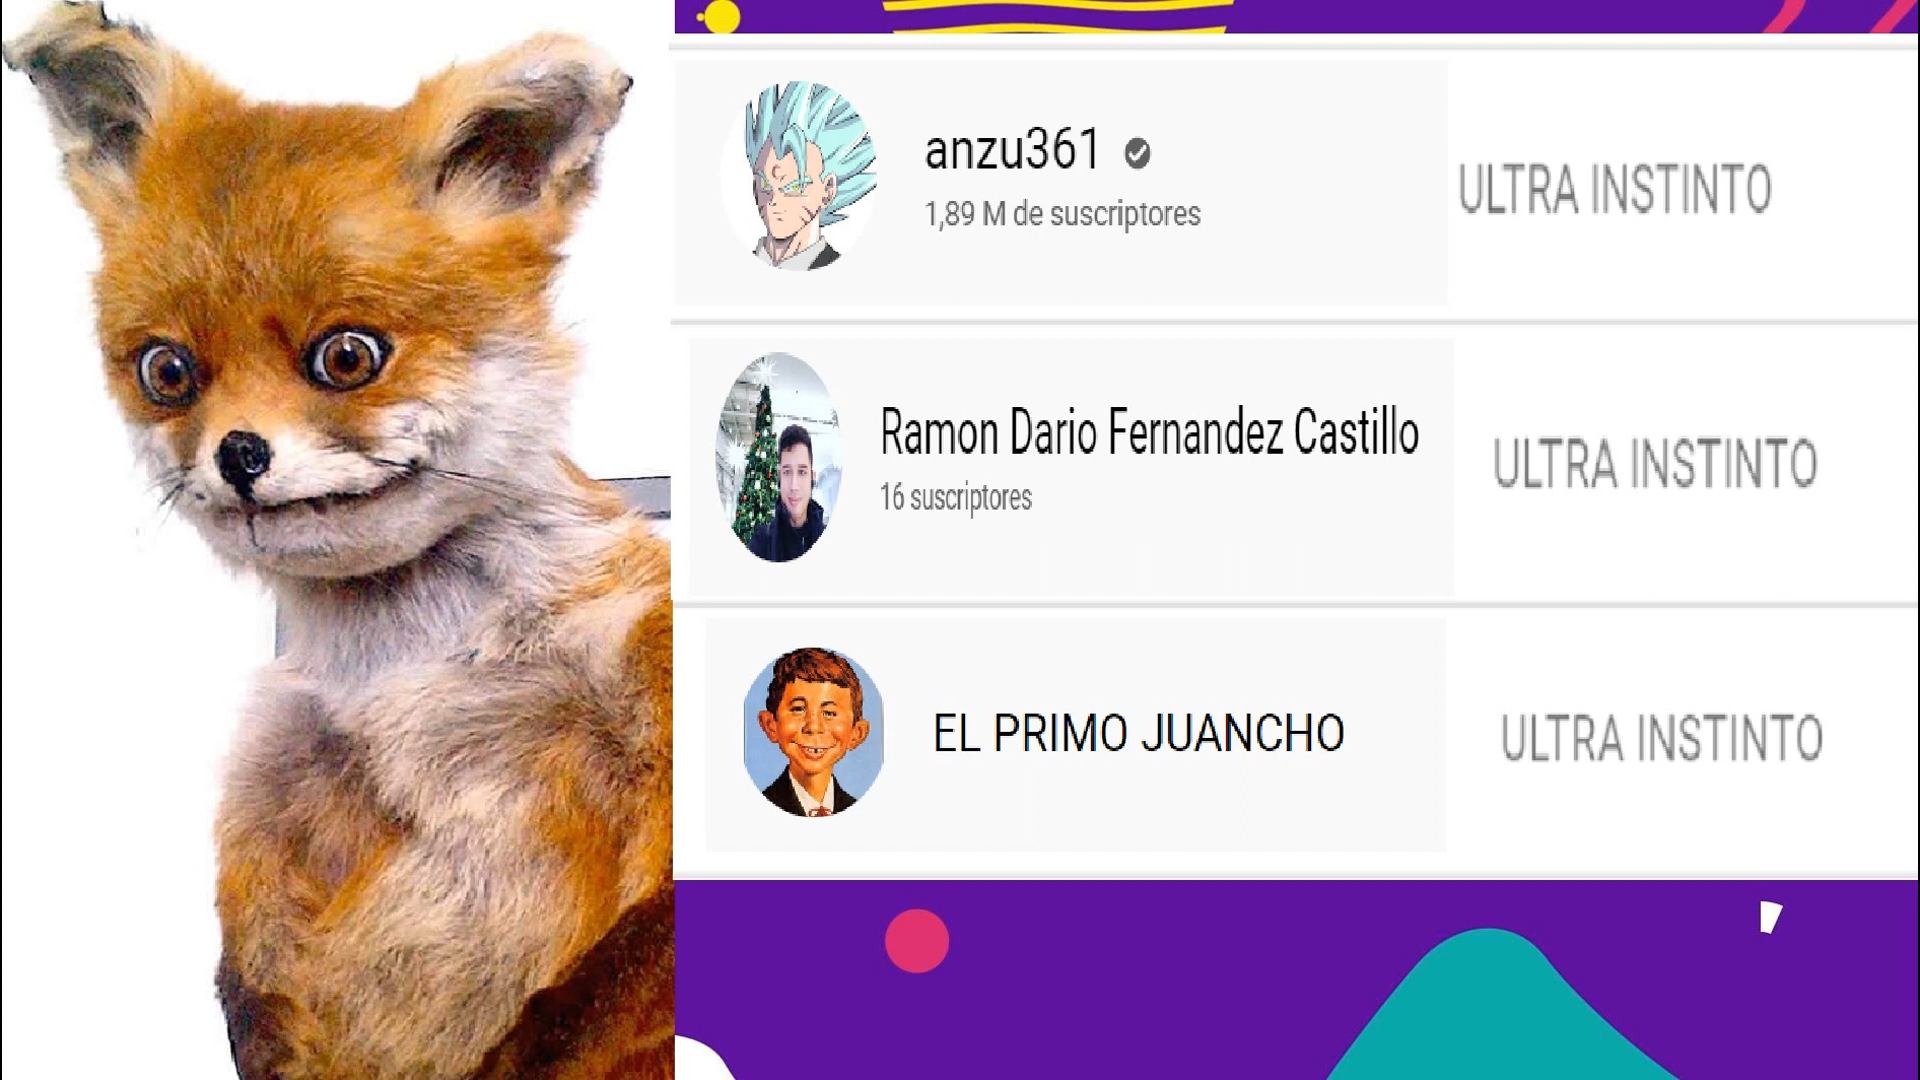 anzu361
1,89 M de suscriptores
ULTRA INSTINTO
Ramon Dario Fernandez Castillo
16 suscriptores
ULTRA INSTINTO
EL PRIMO JUANCHO
ULTRA INSTINTO